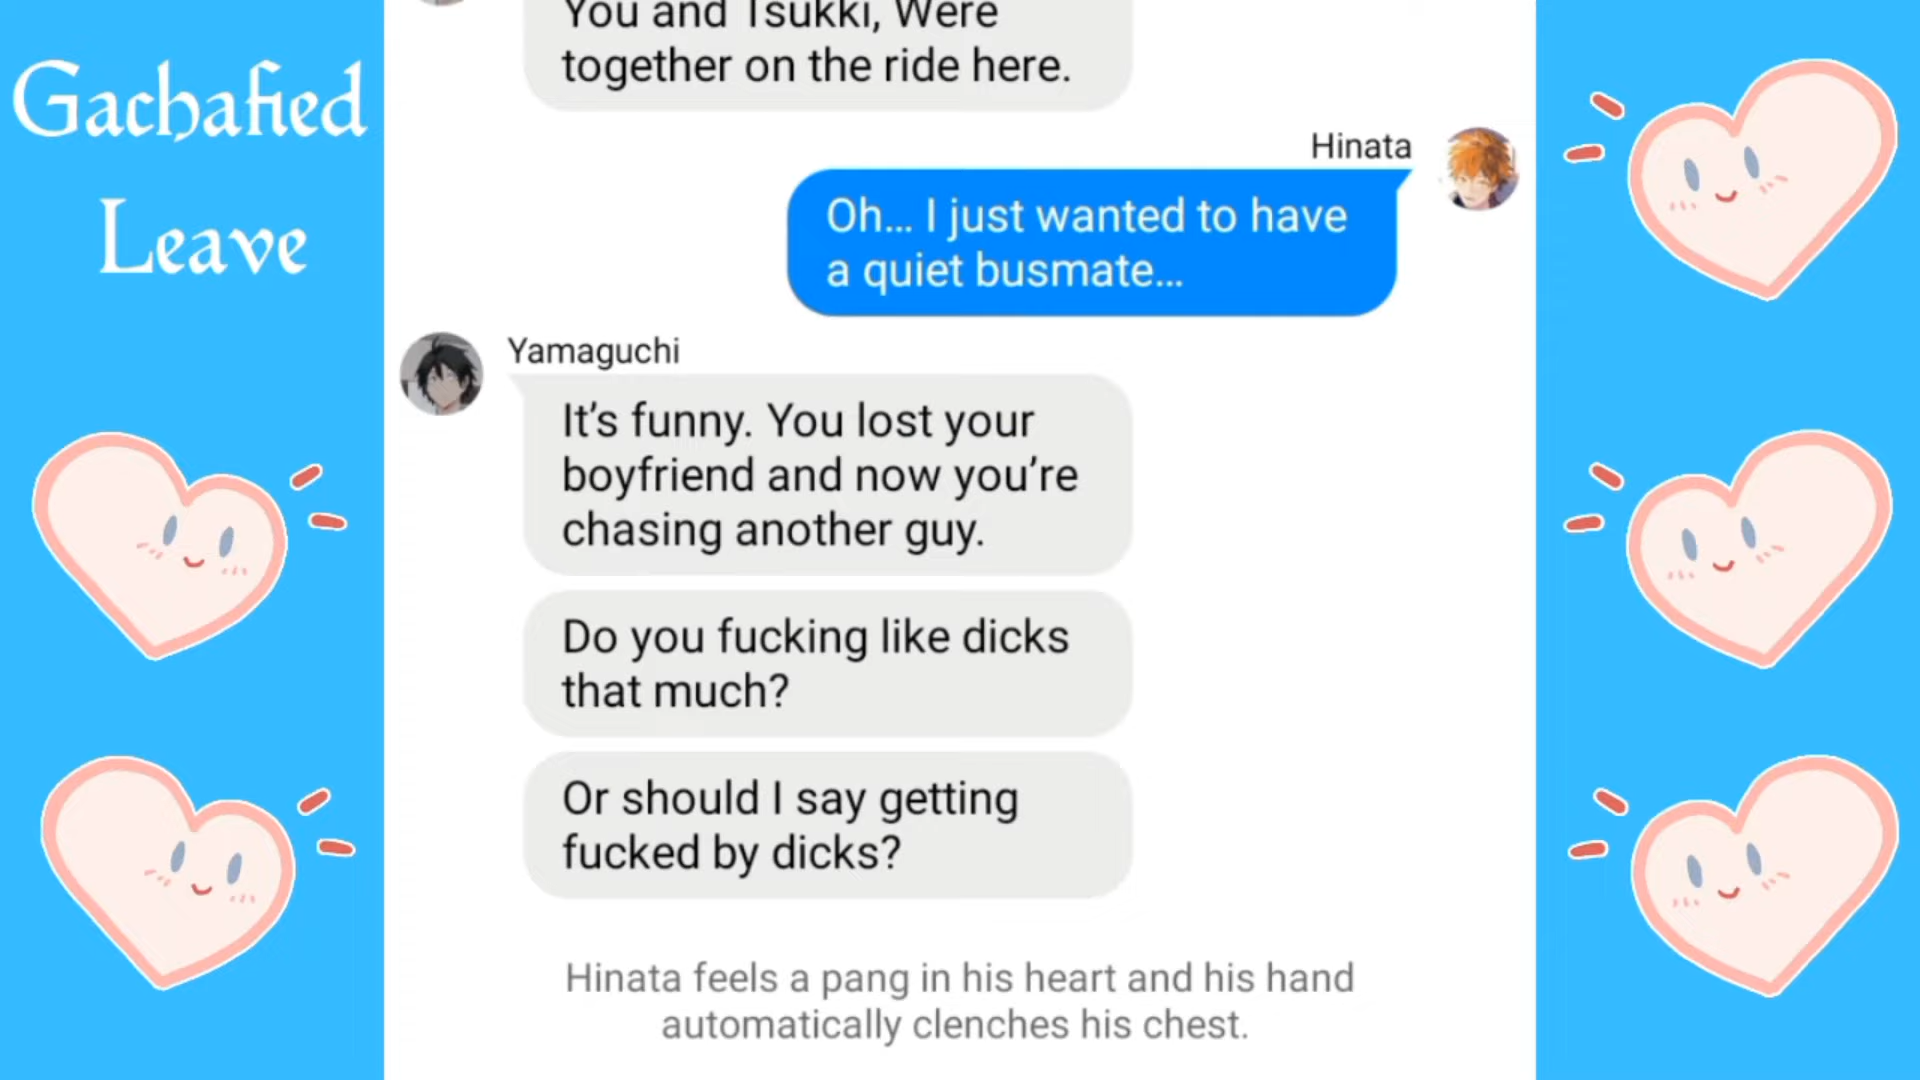 Gachafied
Leave
You and Tsukki, Were
together on the ride here.
Hinata
Oh... I just wanted to have
a quiet busmate...
Yamaguchi
It’s funny. You lost your
boyfriend and now you’re
chasing another guy.
Do you fucking like dicks
that much?
Or should I say getting
fucked by dicks?
Hinata feels a pang in his heart and his hand
automatically clenches his chest.